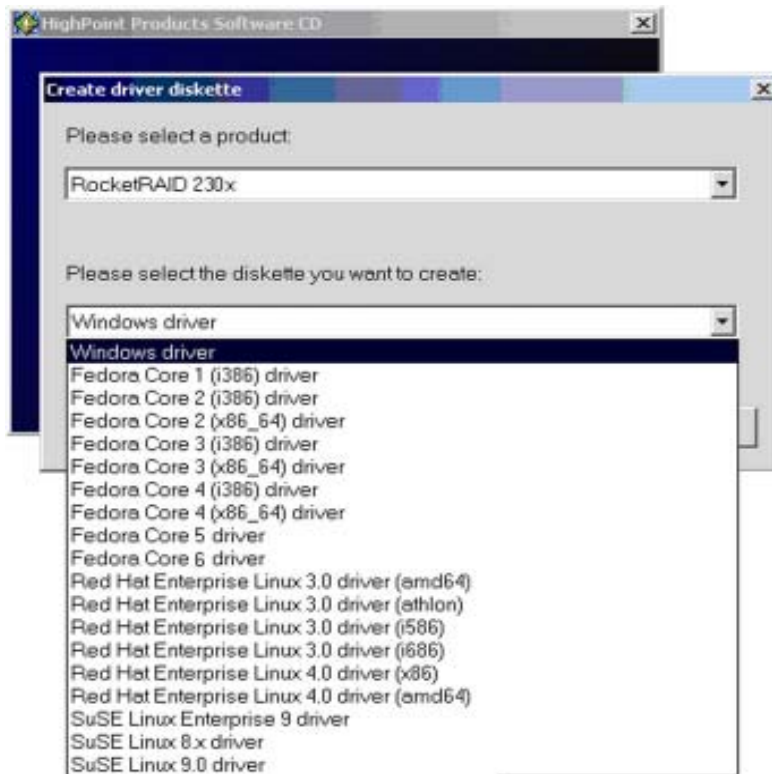 HighPoint Products Software CD
Create driver diskette
Please select a product:
RocketRAID 230x
Please select the diskette you want to create:
Windows driver
Windows driver
Fedora Core 1 (i386) driver
Fedora Core 2 (i386) driver
Fedora Core 2 (x86_64) driver
Fedora Core 3 (i386) driver
Fedora Core 3 (x86_64) driver
Fedora Core 4 (i386) driver
Fedora Core 4 (x86_64) driver
Fedora Core 5 driver
Fedora Core 6 driver
Red Hat Enterprise Linux 3.0 driver (amd64)
Red Hat Enterprise Linux 3.0 driver (athlon)
Red Hat Enterprise Linux 3.0 driver (i586)
Red Hat Enterprise Linux 3.0 driver (i686)
Red Hat Enterprise Linux 4.0 driver (x86)
Red Hat Enterprise Linux 4.0 driver (amd64)
SuSE Linux Enterprise 9 driver
SuSE Linux 8.x driver
SuSE Linux 9.0 driver